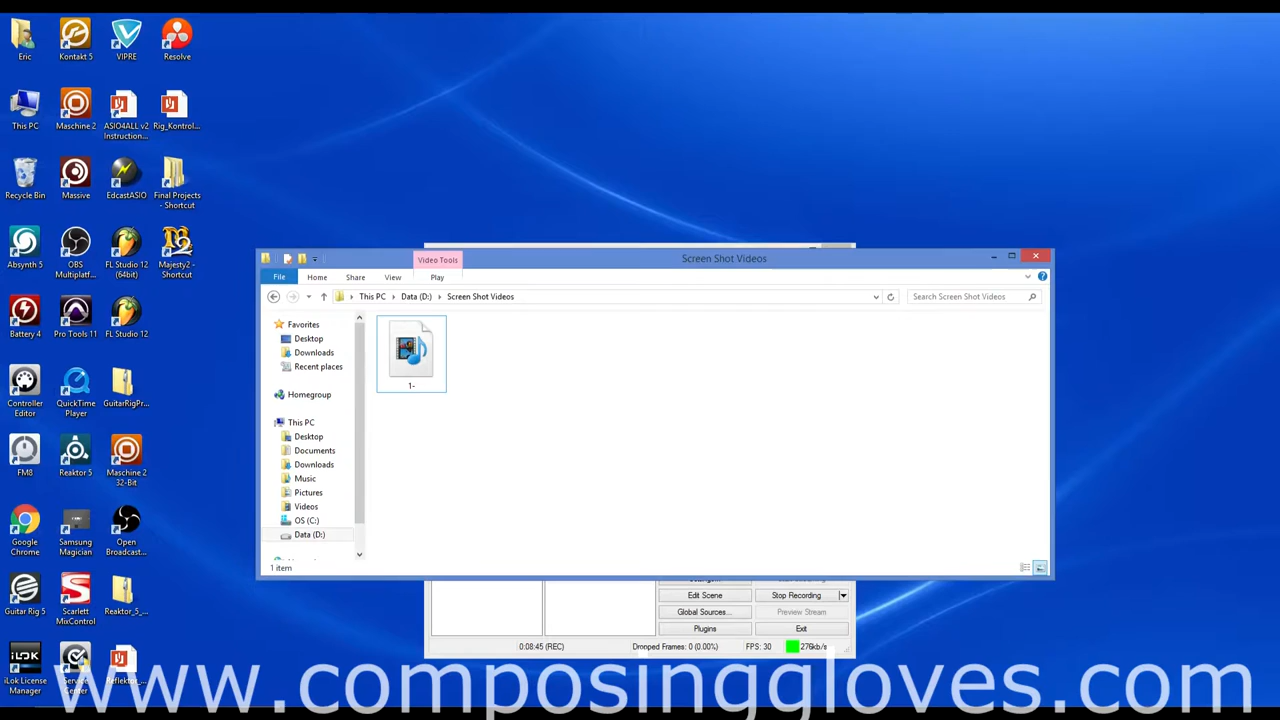 Eric
Kontakt 5
VIPRE
Resolve
This PC
Maschine 2
ASIO4ALL v2
Instruction...
Rig_Kontrol...
Recycle Bin
Massive
EdcastASIO
Final Projects
- Shortcut
Absynth 5
OBS
Multiplatf...
FL Studio 12
(64bit)
Majesty2 -
Shortcut
Battery 4
Pro Tools 11
FL Studio 12
Controller
Editor
QuickTime
Player
GuitarRigPr...
FM8
Reaktor 5
Maschine 2
32-Bit
Google
Chrome
Samsung
Magician
Open
Broadcast...
Guitar Rig 5
Scarlett
MixControl
Reaktor_5_...
iLOK
iLok License
Manager
Service
Center
Reflektor_...
Video Tools
Screen Shot Videos
File
Home
Share
View
Play
This PC
Data (D:)
Screen Shot Videos
Search Screen Shot Videos
Favorites
Desktop
Downloads
Recent places
Homegroup
This PC
Desktop
Documents
Downloads
Music
Pictures
Videos
OS (C:)
Data (D:)
1-
1 item
Edit Scene
Stop Recording
Global Sources...
Preview Stream
Plugins
Exit
0:08:45 (REC)
Dropped Frames: 0 (0.00%)
FPS: 30
276kb/s
www.composinggloves.com